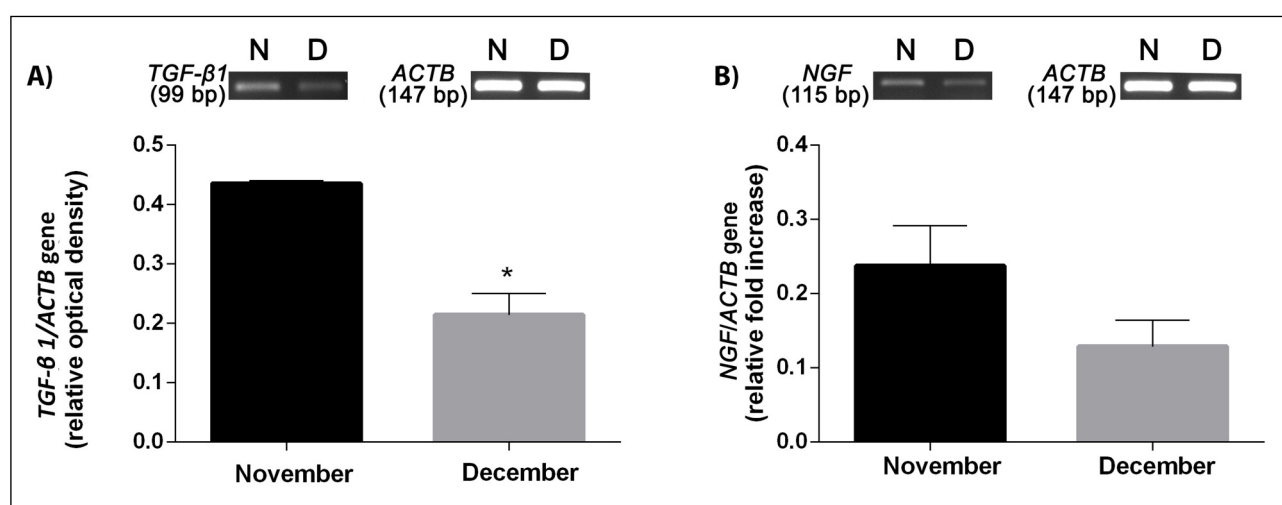 A)
N D
TGF-β1
(99 bp)
N D
ACTB
(147 bp)
TGF-β 1/ACTB gene
(relative optical density)
0.5
0.4
0.3
0.2
0.1
0.0
*
November
December
B)
N D
NGF
(115 bp)
N D
ACTB
(147 bp)
NGF/ACTB gene
(relative fold increase)
0.4
0.3
0.2
0.1
0.0
November
December